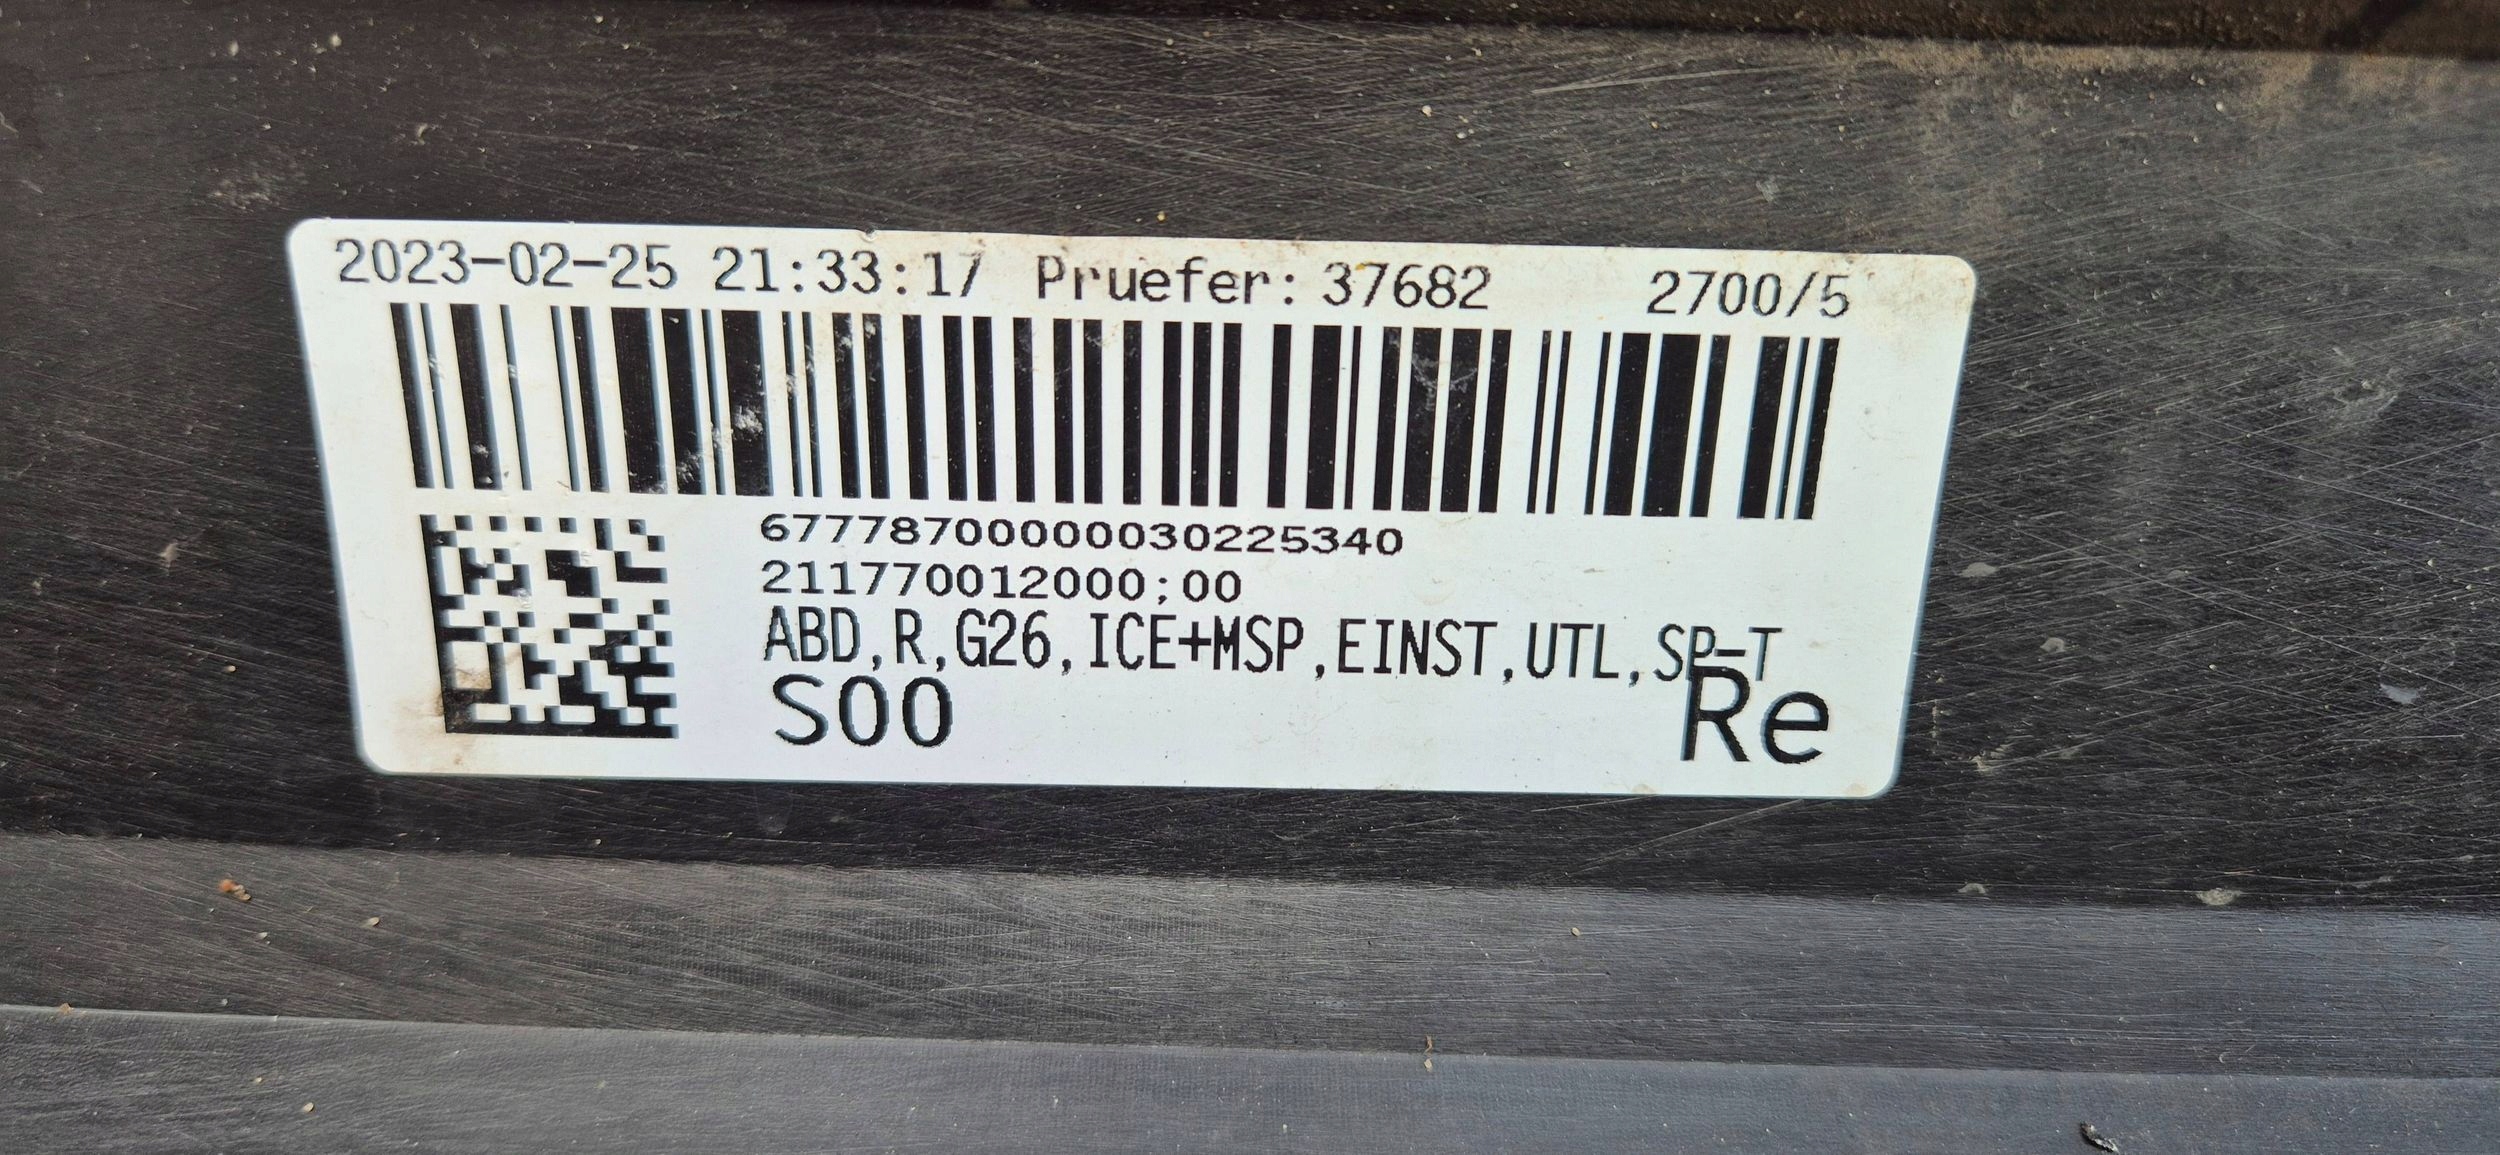 2023-02-25 21:33:17 Pruefer: 37682 2700/5
67778700000030225340
211770012000;00
ABD,R,G26,ICE+MSP,EINST,UTL,SP-T
S00 Re